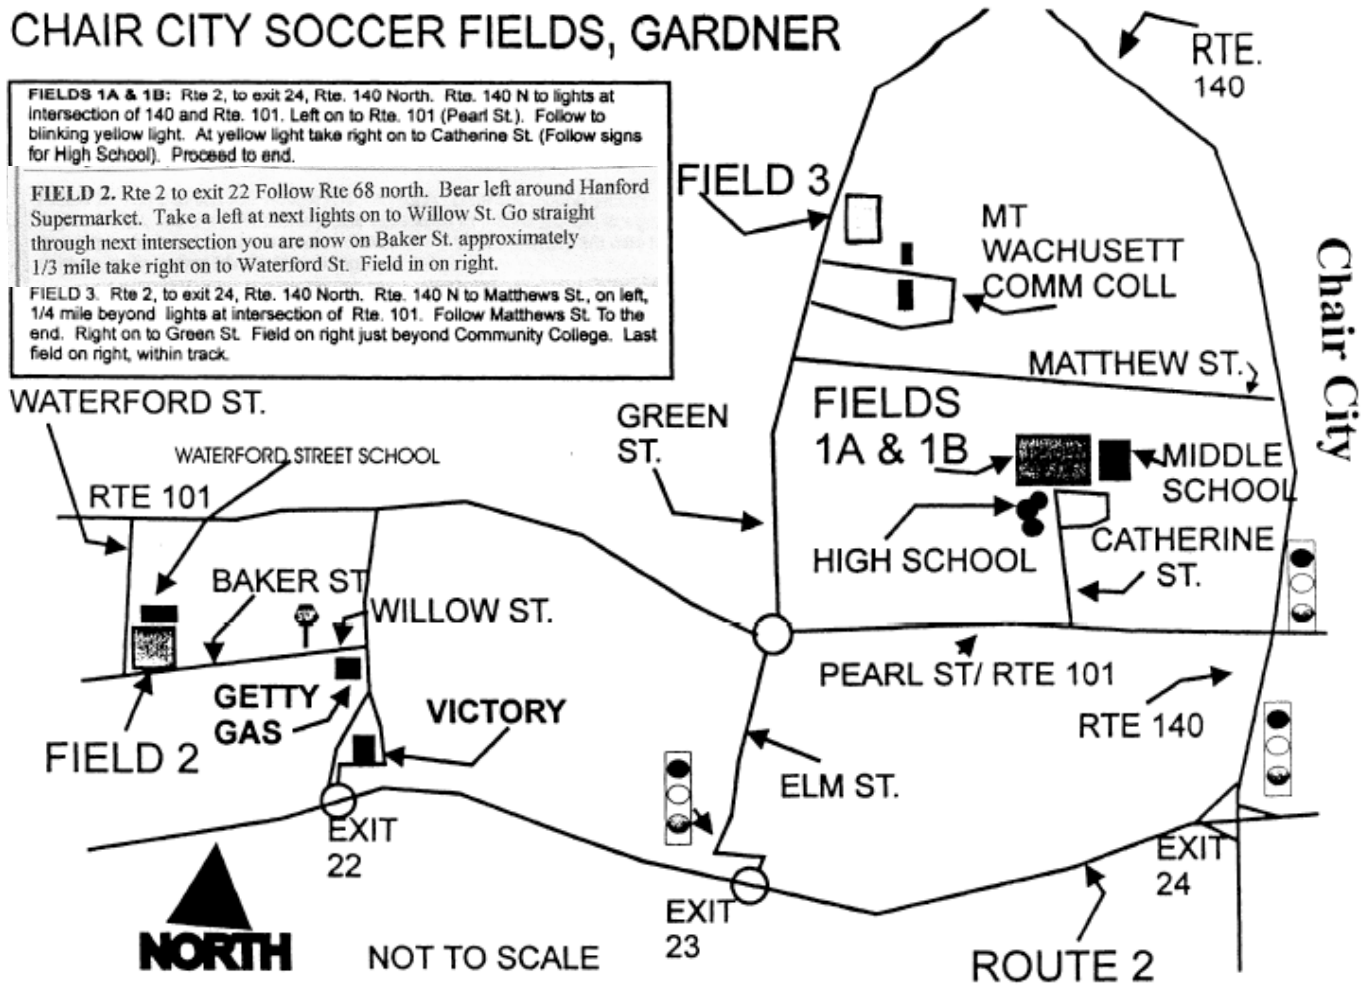 CHAIR CITY SOCCER FIELDS, GARDNER
FIELDS 1A & 1B: Rte 2, to exit 24, Rte. 140 North. Rte. 140 N to lights at
intersection of 140 and Rte. 101. Left on to Rte. 101 (Pearl St.). Follow to
blinking yellow light. At yellow light take right on to Catherine St. (Follow signs
for High School). Proceed to end.
FIELD 2. Rte 2 to exit 22 Follow Rte 68 north. Bear left around Hanford
Supermarket. Take a left at next lights on to Willow St. Go straight
through next intersection you are now on Baker St. approximately
1/3 mile take right on to Waterford St. Field in on right.
FIELD 3. Rte 2, to exit 24, Rte. 140 North. Rte. 140 N to Matthews St., on left,
1/4 mile beyond lights at intersection of Rte. 101. Follow Matthews St. To the
end. Right on to Green St. Field on right just beyond Community College. Last
field on right, within track.
RTE.
140
FIELD 3
MT
WACHUSETT
COMM COLL
Chair City
MATTHEW ST.
WATERFORD ST.
GREEN
ST.
FIELDS
1A & 1B
WATERFORD STREET SCHOOL
MIDDLE
SCHOOL
RTE 101
HIGH SCHOOL
CATHERINE
ST.
BAKER ST
WILLOW ST.
PEARL ST/ RTE 101
GETTY
GAS
VICTORY
RTE 140
FIELD 2
ELM ST.
EXIT
22
EXIT
24
EXIT
23
NORTH
NOT TO SCALE
ROUTE 2